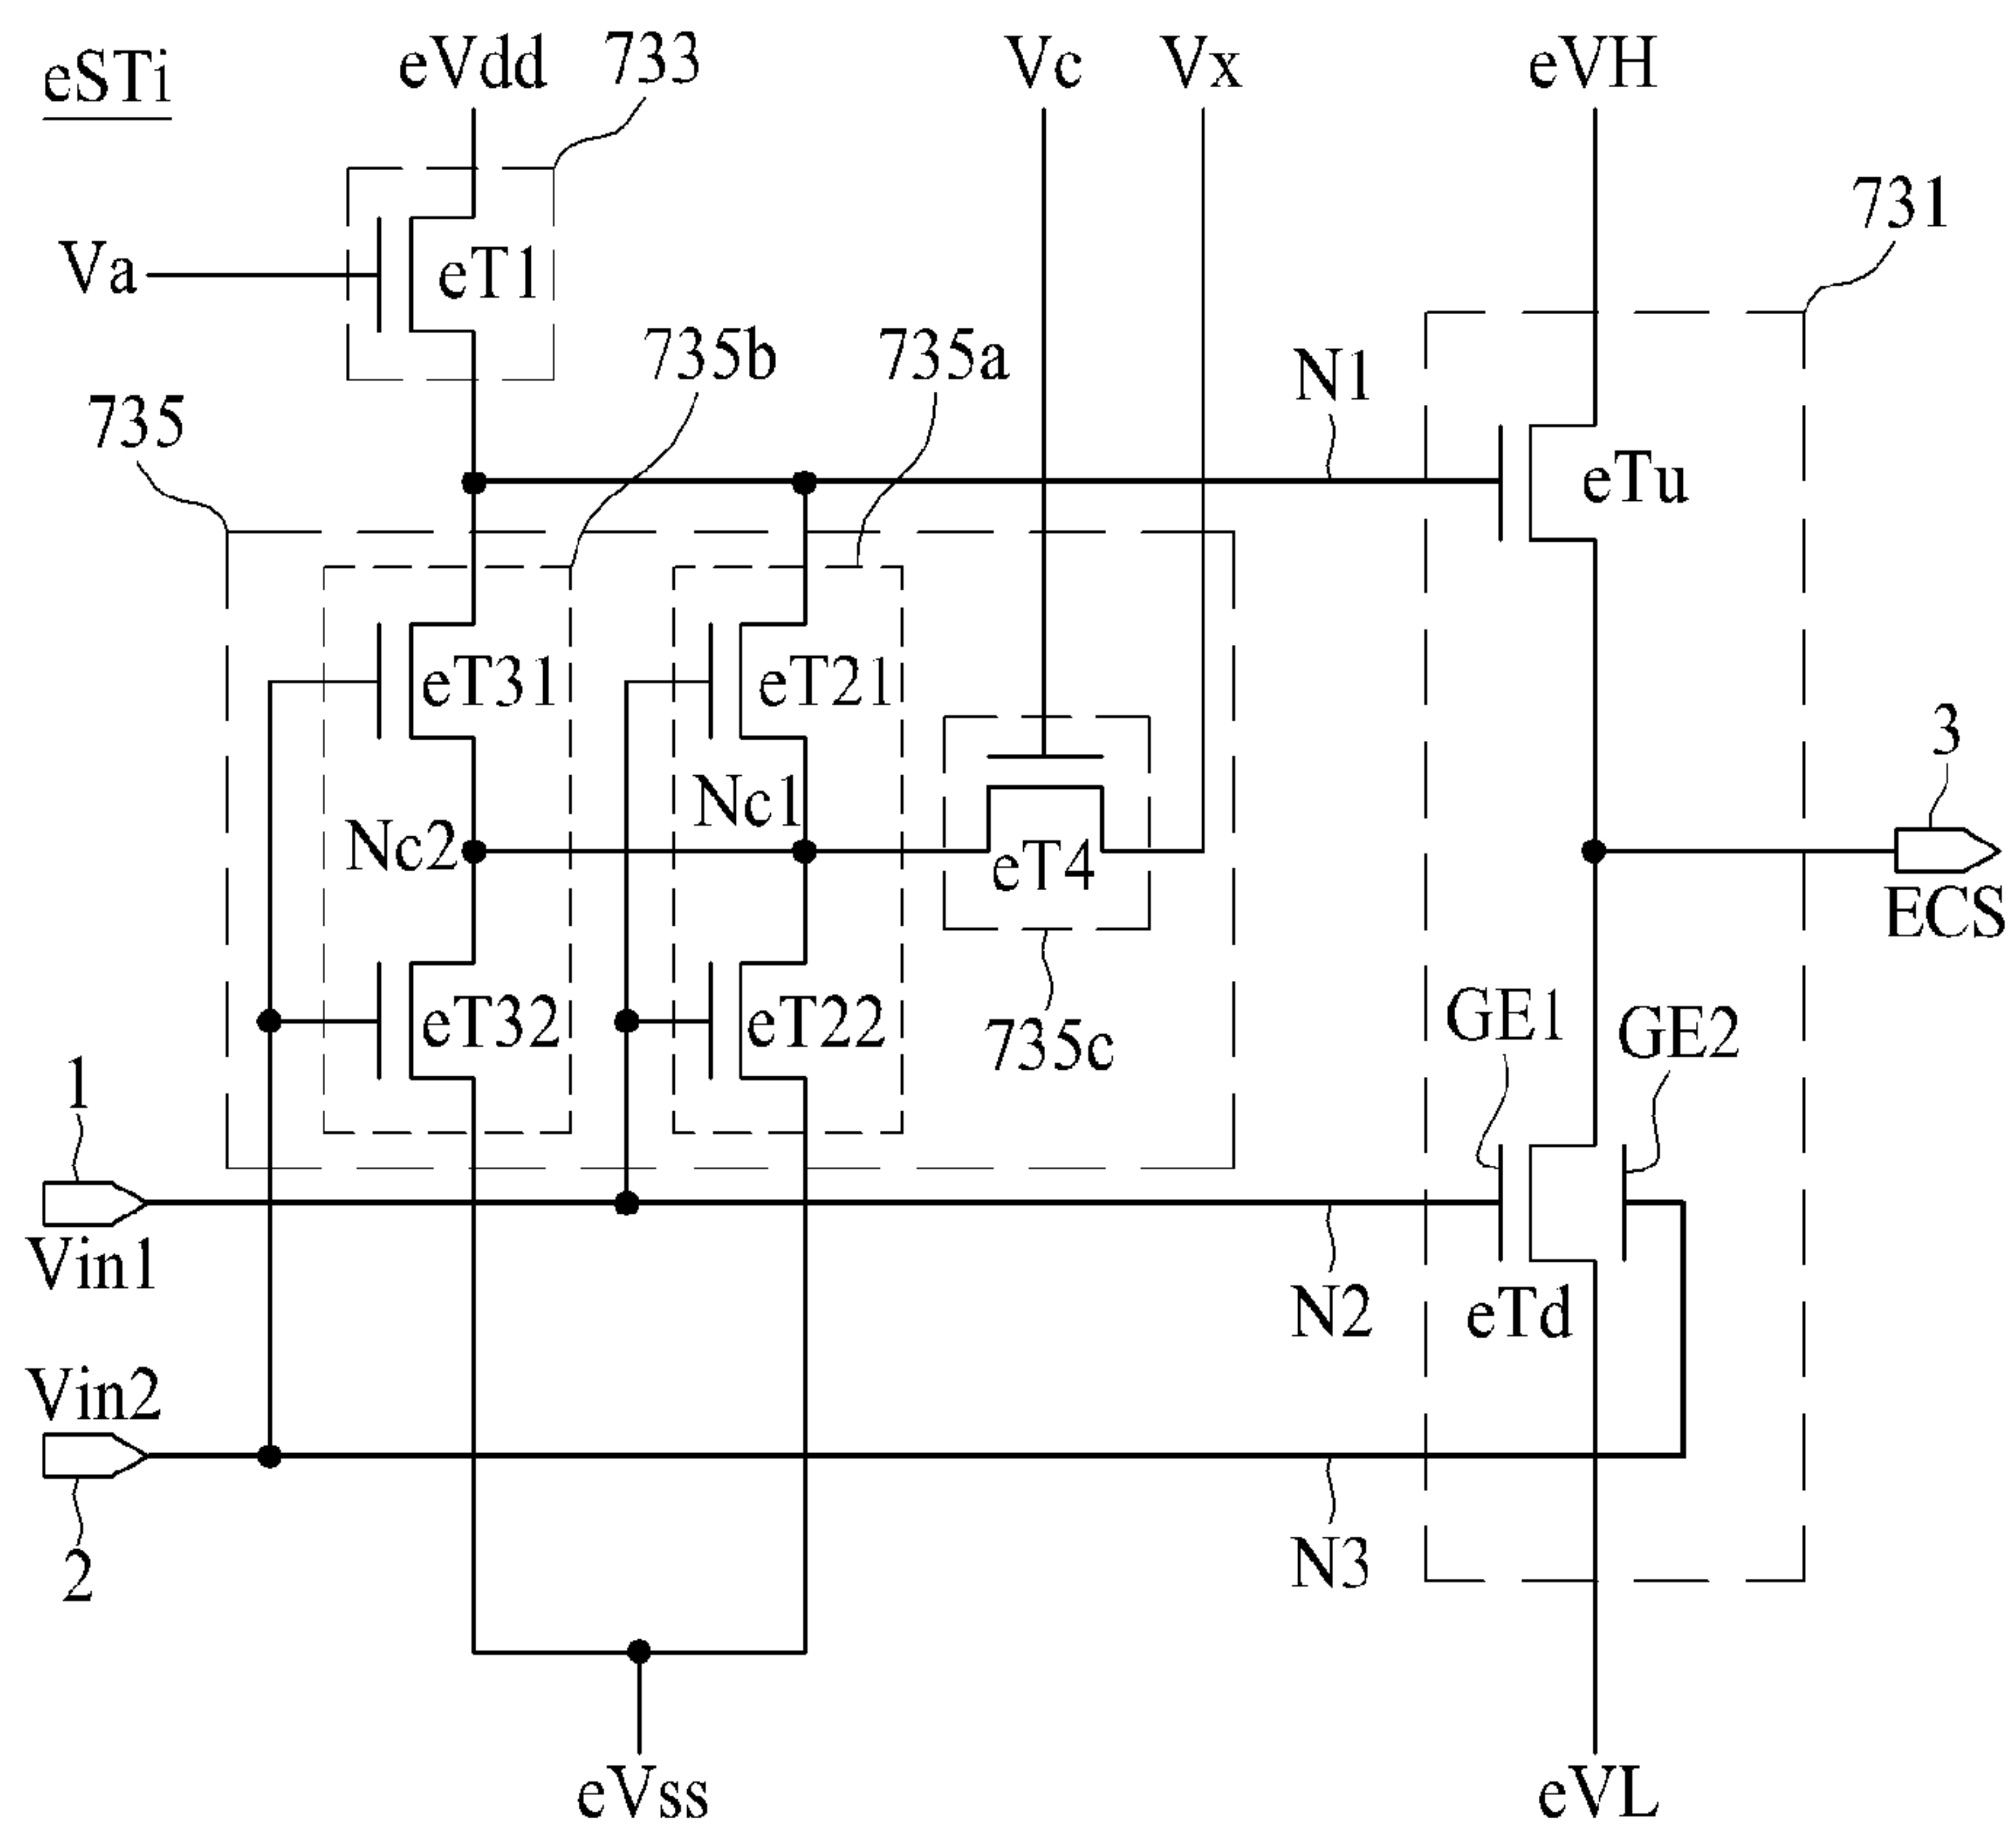 eSTi
eVdd
733
Vc
Vx
eVH
731
Va
eT1
735b
735a
N1
735
eTu
eT31
eT21
Nc1
Nc2
eT4
3
ECS
eT32
eT22
735c
GE1
GE2
1
Vin1
N2
eTd
Vin2
2
N3
eVss
eVL